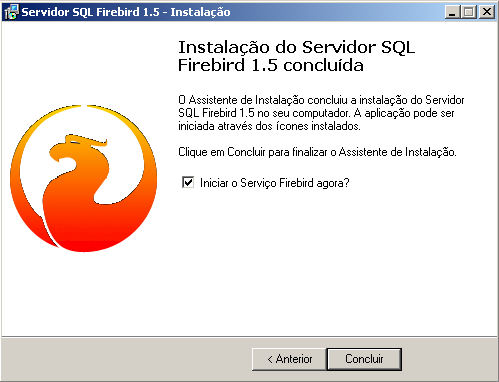 Servidor SQL Firebird 1.5 - Instalação
Instalação do Servidor SQL
Firebird 1.5 concluída
O Assistente de Instalação concluiu a instalação do Servidor
SQL Firebird 1.5 no seu computador. A aplicação pode ser
iniciada através dos ícones instalados.
Clique em Concluir para finalizar o Assistente de Instalação.
Iniciar o Serviço Firebird agora?
< Anterior
Concluir